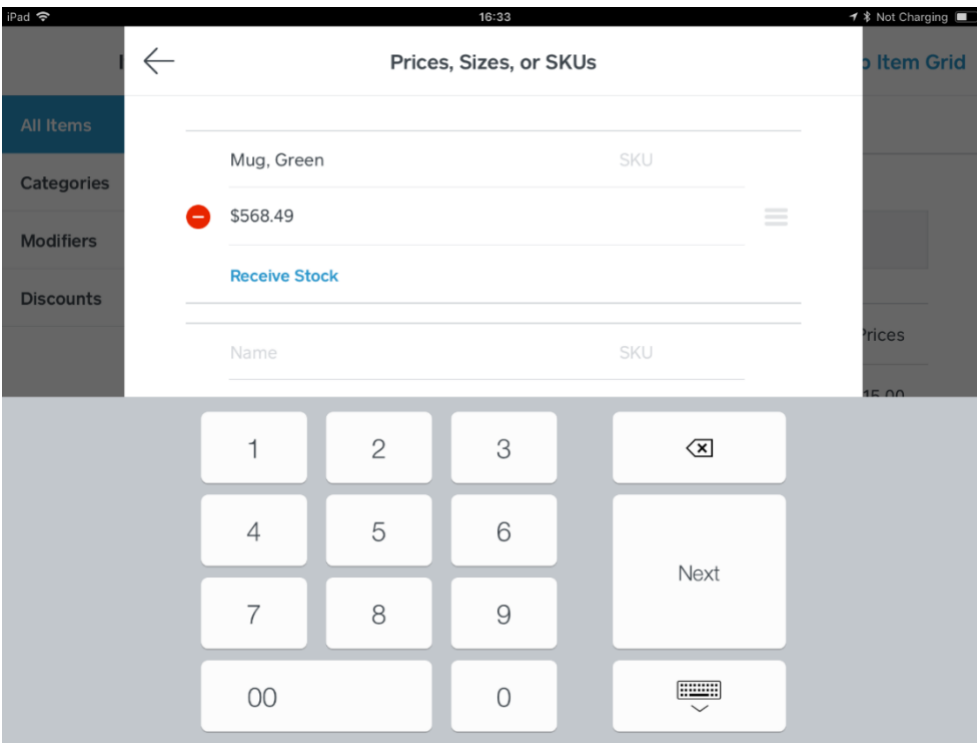 iPad 16:33 Not Charging
Prices, Sizes, or SKUs Item Grid
All Items
Mug, Green SKU
Categories
$568.49
Modifiers
Receive Stock
Discounts
Prices
Name SKU
15.00
1 2 3
4 5 6
Next
7 8 9
00 0